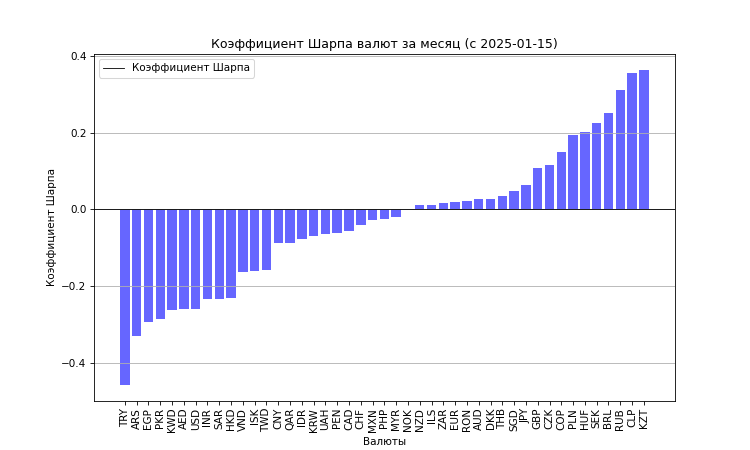 Коэффициент Шарпа валют за месяц (с 2025-01-15)
Коэффициент Шарпа
0.4
0.2
0.0
−0.2
−0.4
Коэффициент Шарпа
TRY
ARS
EGP
PKR
KWD
AED
USD
INR
SAR
HKD
VND
ISK
TWD
CNY
QAR
IDR
KRW
UAH
PEN
CAD
CHF
MXN
PHP
MYR
NOK
NZD
ILS
ZAR
EUR
RON
AUD
DKK
THB
SGD
JPY
GBP
CZK
COP
PLN
HUF
SEK
BRL
RUB
CLP
KZT
Валюты